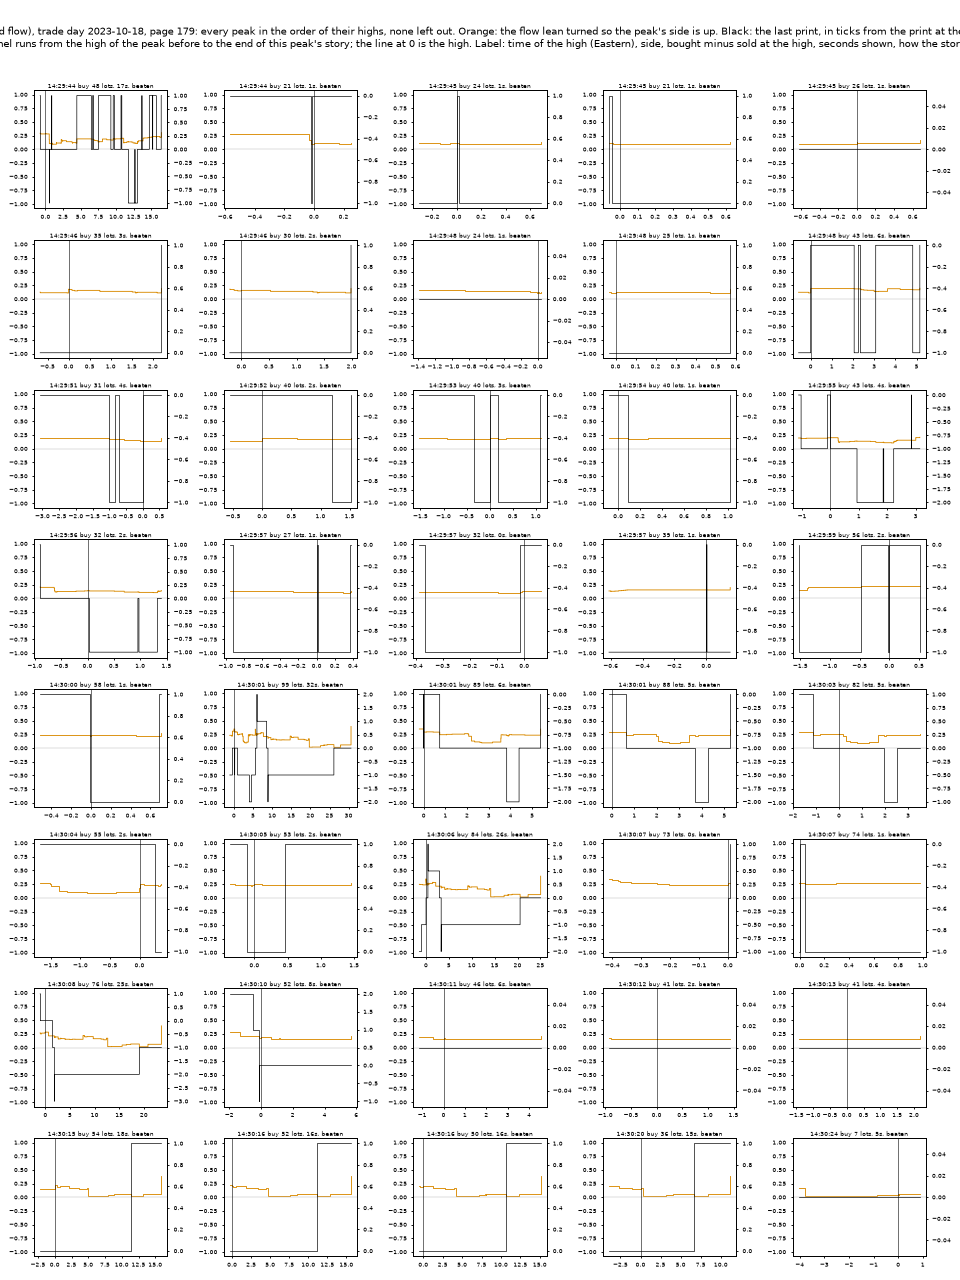 d flow), trade day 2023-10-18, page 179: every peak in the order of their highs, none left out. Orange: the flow lean turned so the peak's side is up. Black: the last print, in ticks from the print at the
nel runs from the high of the peak before to the end of this peak's story; the line at 0 is the high. Label: time of the high (Eastern), side, bought minus sold at the high, seconds shown, how the stor
14:29:44 buy 48 lots. 17s. beaten
14:29:44 buy 21 lots. 1s. beaten
14:29:45 buy 24 lots. 1s. beaten
14:29:45 buy 21 lots. 1s. beaten
14:29:45 buy 26 lots. 1s. beaten
14:29:46 buy 35 lots. 3s. beaten
14:29:46 buy 30 lots. 2s. beaten
14:29:48 buy 24 lots. 1s. beaten
14:29:48 buy 25 lots. 1s. beaten
14:29:48 buy 43 lots. 6s. beaten
14:29:51 buy 31 lots. 4s. beaten
14:29:52 buy 40 lots. 2s. beaten
14:29:53 buy 40 lots. 3s. beaten
14:29:54 buy 40 lots. 1s. beaten
14:29:55 buy 45 lots. 4s. beaten
14:29:56 buy 32 lots. 2s. beaten
14:29:57 buy 27 lots. 1s. beaten
14:29:57 buy 32 lots. 0s. beaten
14:29:57 buy 39 lots. 1s. beaten
14:29:59 buy 56 lots. 2s. beaten
14:30:00 buy 58 lots. 1s. beaten
14:30:01 buy 99 lots. 32s. beaten
14:30:01 buy 89 lots. 6s. beaten
14:30:01 buy 88 lots. 5s. beaten
14:30:03 buy 82 lots. 5s. beaten
14:30:04 buy 55 lots. 2s. beaten
14:30:05 buy 53 lots. 2s. beaten
14:30:06 buy 84 lots. 26s. beaten
14:30:07 buy 73 lots. 0s. beaten
14:30:07 buy 74 lots. 1s. beaten
14:30:08 buy 76 lots. 25s. beaten
14:30:10 buy 52 lots. 8s. beaten
14:30:11 buy 46 lots. 6s. beaten
14:30:12 buy 41 lots. 2s. beaten
14:30:13 buy 41 lots. 4s. beaten
14:30:15 buy 54 lots. 18s. beaten
14:30:16 buy 52 lots. 16s. beaten
14:30:16 buy 50 lots. 16s. beaten
14:30:20 buy 36 lots. 15s. beaten
14:30:24 buy 7 lots. 5s. beaten